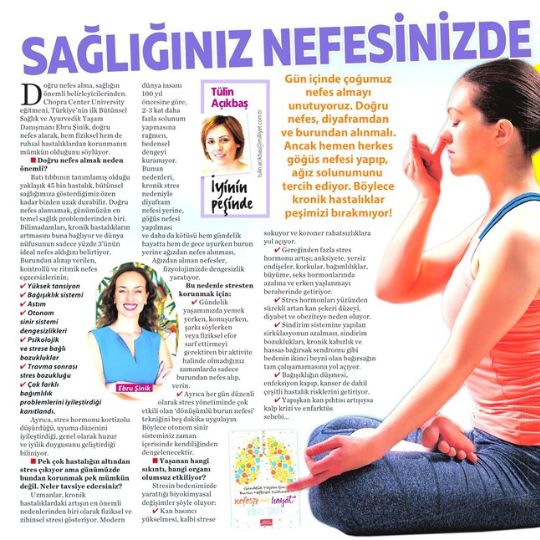 SAĞLIĞINIZ NEFESİNİZDE
Doğru nefes alma, sağlığın
önemli belirleyicilerinden.
Chopra Center University
eğitmeni, Türkiye'nin ilk Bütünsel
Sağlık ve Ayurvedik Yaşam
Danışmanı Ebru Şinik, doğru
nefes alarak, hem fiziksel hem de
ruhsal hastalıklardan korunmanın
mümkün olduğunu söylüyor.
■ Doğru nefes almak neden
önemli?
Batı tıbbının tanımlamış olduğu
yaklaşık 45 bin hastalık, bütünsel
sağlığımıza gösterdiğimiz özen
kadar bizden uzak durabilir. Doğru
nefes alamamak, günümüzün en
temel sağlık problemlerinden biri.
Bilimadamları, kronik hastalıkların
artmasını buna bağlıyor ve dünya
nüfusunun sadece yüzde 3'ünün
ideal nefes aldığını belirtiyor.
Burundan alınıp verilen,
kontrollü ve ritmik nefes
egzersizlerinin;
✔ Yüksek tansiyon
✔ Bağışıklık sistemi
✔ Astım
✔ Otonom
sinir sistemi
dengesizlikleri
✔ Psikolojik
ve strese bağlı
bozukluklar
✔ Travma sonrası
stres bozukluğu
✔ Çok farklı
bağımlılık
problemlerini iyileştirdiği
kanıtlandı.
Ayrıca, stres hormonu kortizolu
düşürdüğü, uyuma düzenini
iyileştirdiği, genel olarak huzur
ve iyilik duygusunu geliştirdiği
biliniyor.
■ Pek çok hastalığın altından
stres çıkıyor ama günümüzde
bundan korunmak pek mümkün
değil. Neler tavsiye edersiniz?
Uzmanlar, kronik
hastalıklardaki artışın en önemli
nedenlerinden biri olarak fiziksel ve
zihinsel stresi gösteriyor. Modern
dünya insanı
100 yıl
öncesine göre,
2-3 kat daha
fazla solunum
yapmasına
rağmen,
bedensel
dengeyi
kuramıyor.
Bunun
nedenleri,
kronik stres
nedeniyle
diyafram
nefesi yerine,
göğüs nefesi
yapılması
ve daha da kötüsü hem gündelik
hayatta hem de gece uyurken burun
yerine ağızdan nefes alınması.
Ağızdan alınan nefesler,
fizyolojimizde dengesizlik
yaratıyor.
Bu nedenle stresten
korunmak için:
✔ Gündelik
yaşamınızda yemek
yerken, konuşurken,
şarkı söylerken
veya fiziksel efor
sarf ettirmeyi
gerektiren bir aktivite
halinde olmadığınız
zamanlarda sadece
burundan nefes alıp,
verin.
✔ Ayrıca her gün düzenli
olarak stres yönetiminde çok
etkili olan 'dönüşümlü burun nefesi'
tekniğini beş dakika uygulayın.
Böylece otonom sinir
sisteminiz zaman
içerisinde kendiliğinden
dengelenecektir.
■ Yaşanan hangi
sıkıntı, hangi organı
olumsuz etkiliyor?
Stresin bedenimizde
yarattığı biyokimyasal
değişimler şöyle oluyor:
✔ Kan basıncı
yükselmesi, kalbi strese
Tülin
Açıkbaş
tulin.acikbas@milliyet.com.tr
İyinin
peşinde
Ebru Şinik
Gün içinde çoğumuz
nefes almayı
unutuyoruz. Doğru
nefes, diyaframdan
ve burundan alınmalı.
Ancak hemen herkes
göğüs nefesi yapıp,
ağız solunumunu
tercih ediyor. Böylece
kronik hastalıklar
peşimizi bırakmıyor!
sokuyor ve koroner rahatsızlıklara
yol açıyor.
✔ Gereğinden fazla stres
hormonu artışı; anksiyete, yersiz
endişeler, korkular, bağımlılıklar,
büyüme, seks hormonlarında
azalma ve erken yaşlanmayı
beraberinde getiriyor.
✔ Stres hormonları yüzünden
sürekli artan kan şekeri düzeyi,
diyabet ve obeziteye neden oluyor.
✔ Sindirim sistemine yapılan
sirkülasyonun azalması, sindirim
bozuklukları, kronik kabızlık ve
hassas bağırsak sendromu gibi
bedenin ikinci beyni olan bağırsağın
tam çalışamamasına yol açıyor.
✔ Bağışıklığın düşmesi,
enfeksiyon kapıp, kanser de dahil
çeşitli hastalık risklerini getiriyor.
✔ Yapışkan kan pıhtısı artışıysa
kalp krizi ve enfarktüs
sebebi...
nefeste
hayat
EBRU ŞİNİK